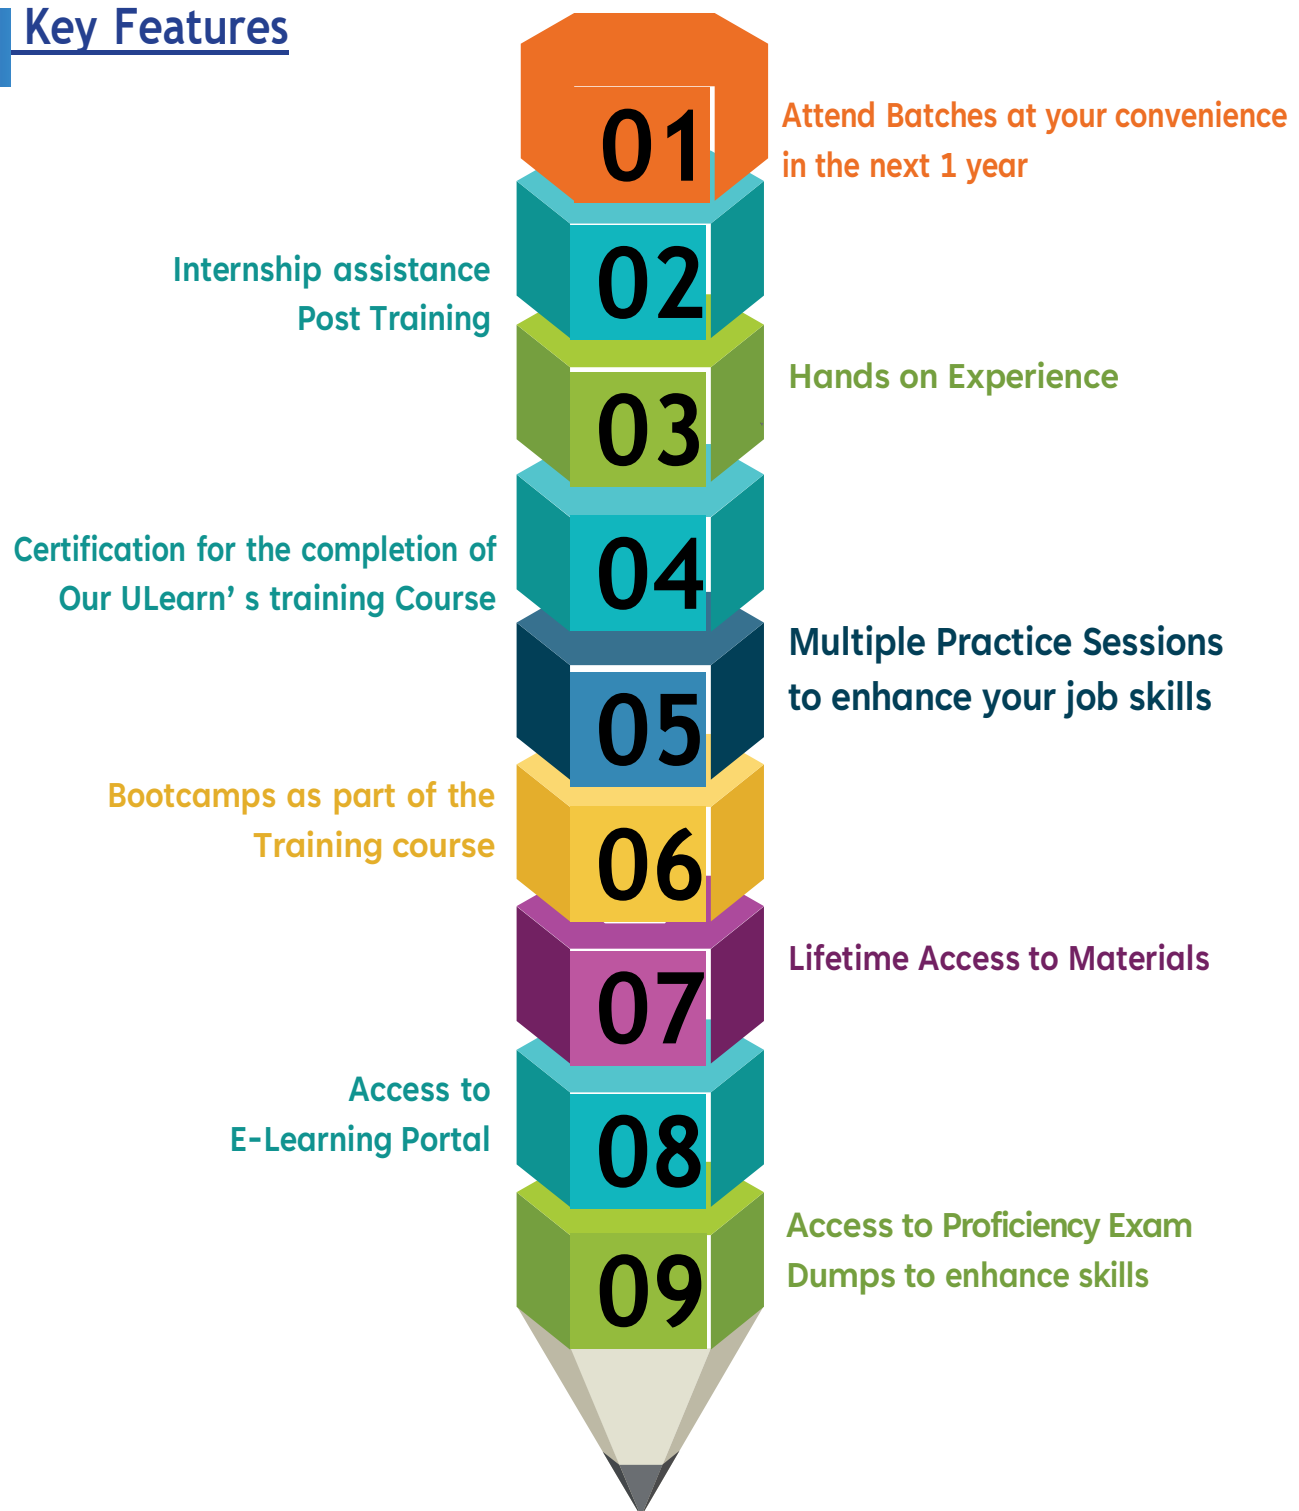 Key Features
01
Attend Batches at your convenience
in the next 1 year
02
Internship assistance
Post Training
03
Hands on Experience
04
Certification for the completion of
Our ULearn’ s training Course
05
Multiple Practice Sessions
to enhance your job skills
06
Bootcamps as part of the
Training course
07
Lifetime Access to Materials
08
Access to
E-Learning Portal
09
Access to Proficiency Exam
Dumps to enhance skills